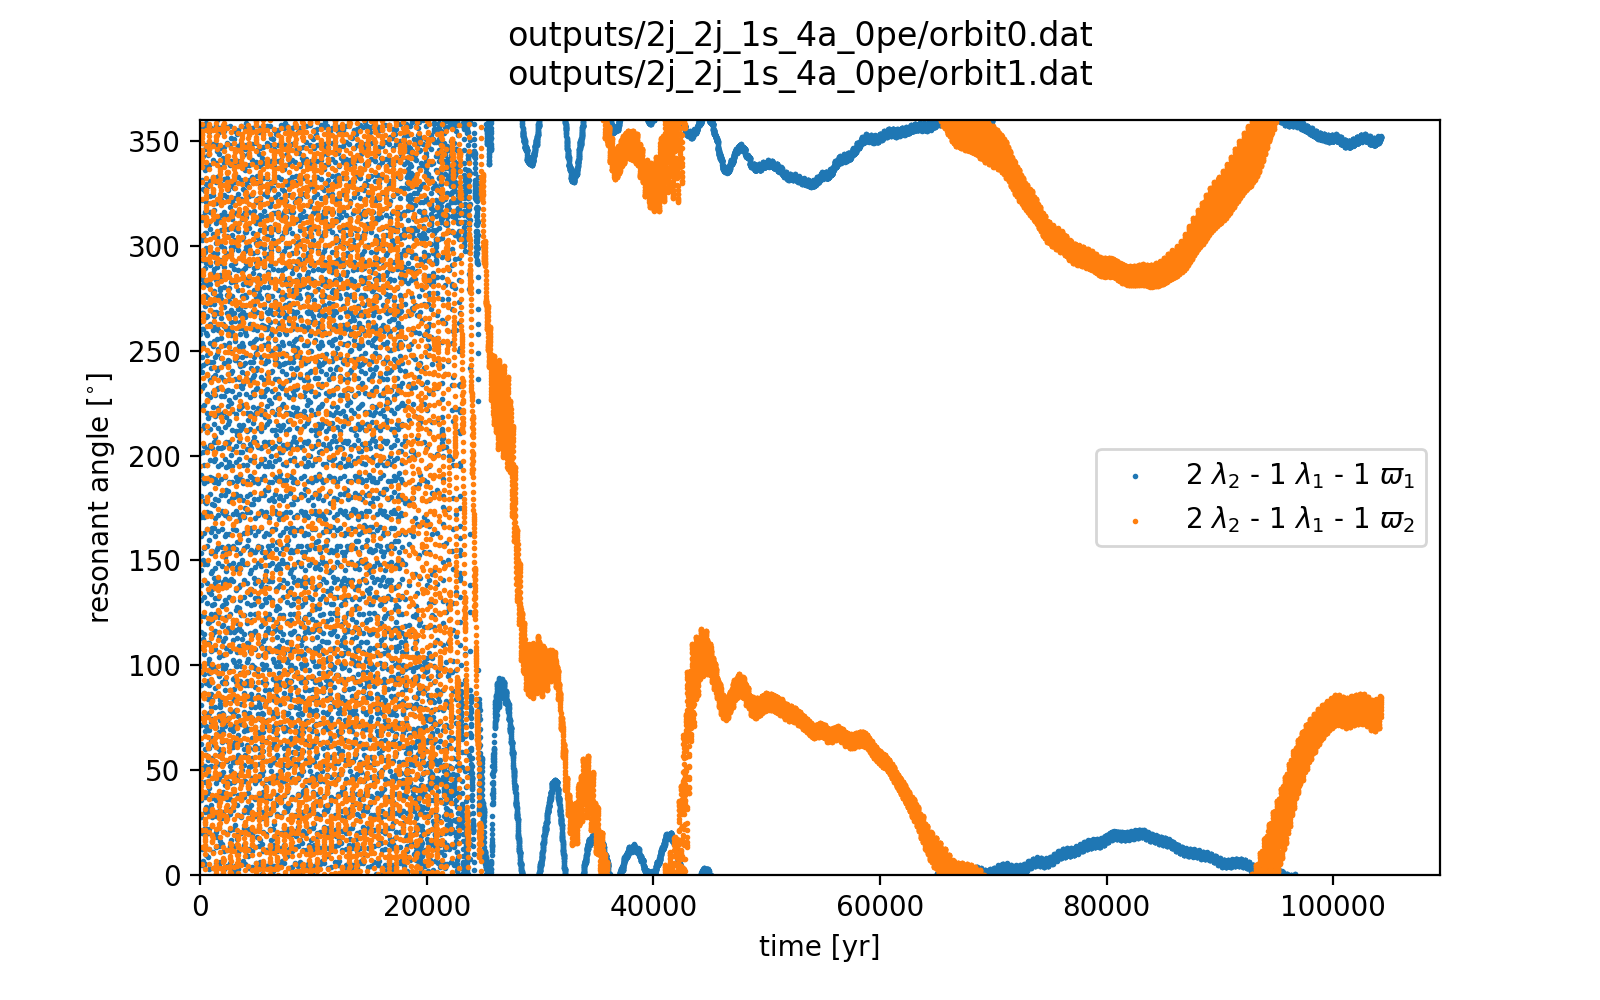 outputs/2j_2j_1s_4a_0pe/orbit0.dat
outputs/2j_2j_1s_4a_0pe/orbit1.dat
350
300
250
200
150
100
50
0
resonant angle [°]
2 λ₂ - 1 λ₁ - 1 ϖ₁
2 λ₂ - 1 λ₁ - 1 ϖ₂
0
20000
40000
60000
80000
100000
time [yr]